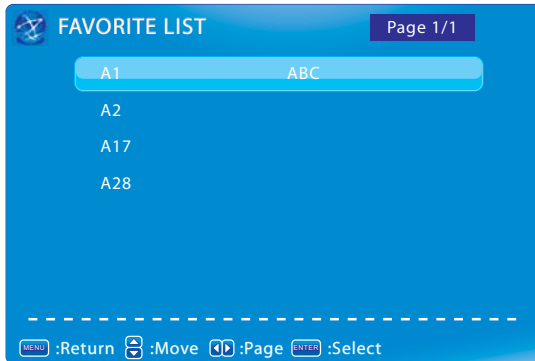 FAVORITE LIST Page 1/1
A1 ABC
A2
A17
A28
MENU :Return :Move :Page ENTER :Select